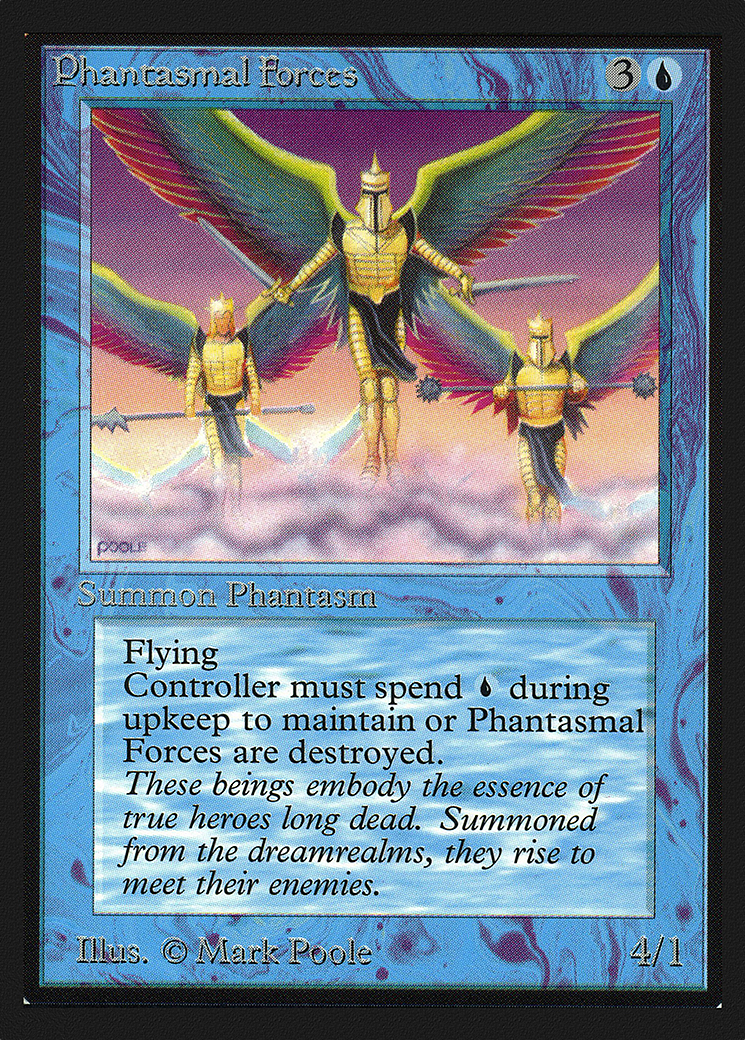 Phantasmal Forces 3
POOLE
Summon Phantasm
Flying
Controller must spend during
upkeep to maintain or Phantasmal
Forces are destroyed.
These beings embody the essence of
true heroes long dead. Summoned
from the dreamrealms, they rise to
meet their enemies.
Illus. © Mark Poole 4/1